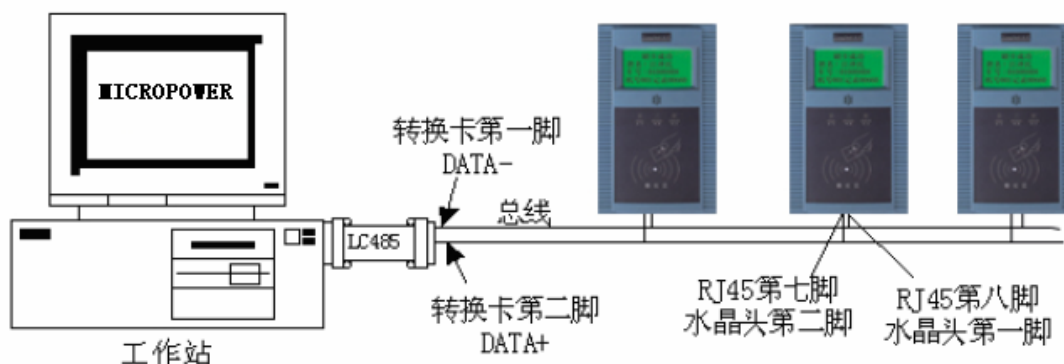 MICROPOWER
转换卡第一脚
DATA-
总线
LC485
转换卡第二脚
DATA+
RJ45第七脚
水晶头第二脚
RJ45第八脚
水晶头第一脚
工作站